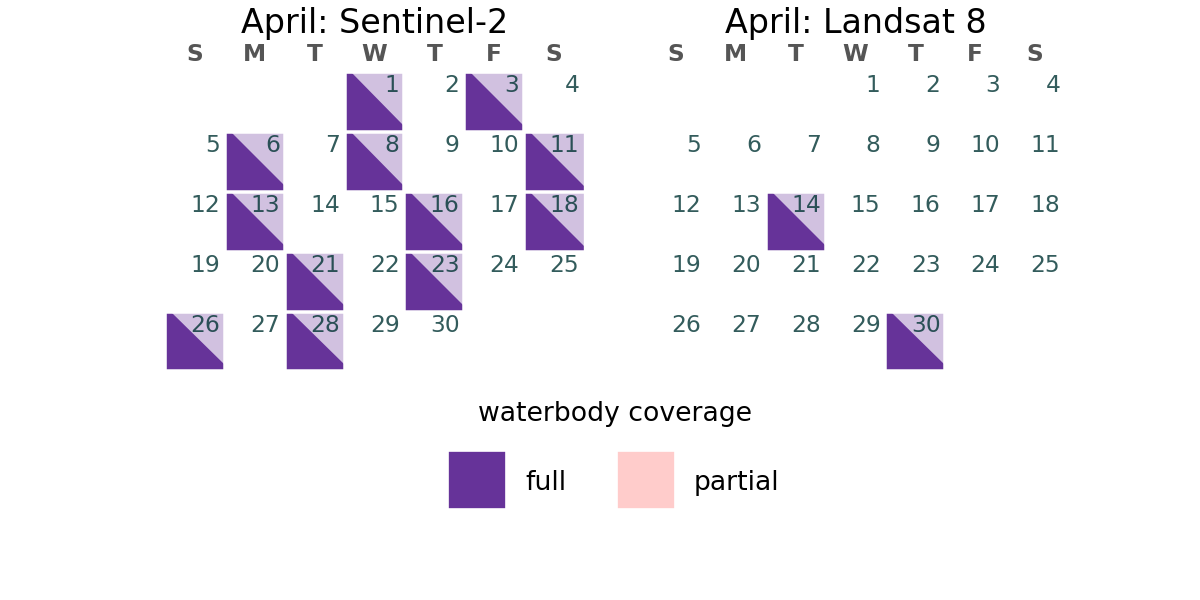 April: Sentinel-2
S M T W T F S
1 2 3 4
5 6 7 8 9 10 11
12 13 14 15 16 17 18
19 20 21 22 23 24 25
26 27 28 29 30
April: Landsat 8
S M T W T F S
1 2 3 4
5 6 7 8 9 10 11
12 13 14 15 16 17 18
19 20 21 22 23 24 25
26 27 28 29 30
waterbody coverage
full partial